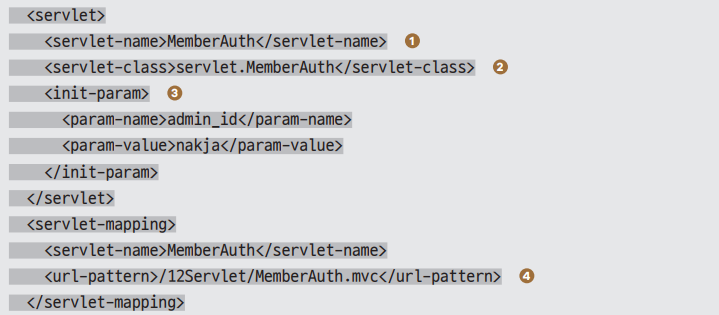 <servlet>
<servlet-name>MemberAuth</servlet-name> ❶
<servlet-class>servlet.MemberAuth</servlet-class> ❷
<init-param> ❸
<param-name>admin_id</param-name>
<param-value>nakja</param-value>
</init-param>
</servlet>
<servlet-mapping>
<servlet-name>MemberAuth</servlet-name>
<url-pattern>/12Servlet/MemberAuth.mvc</url-pattern> ❹
</servlet-mapping>